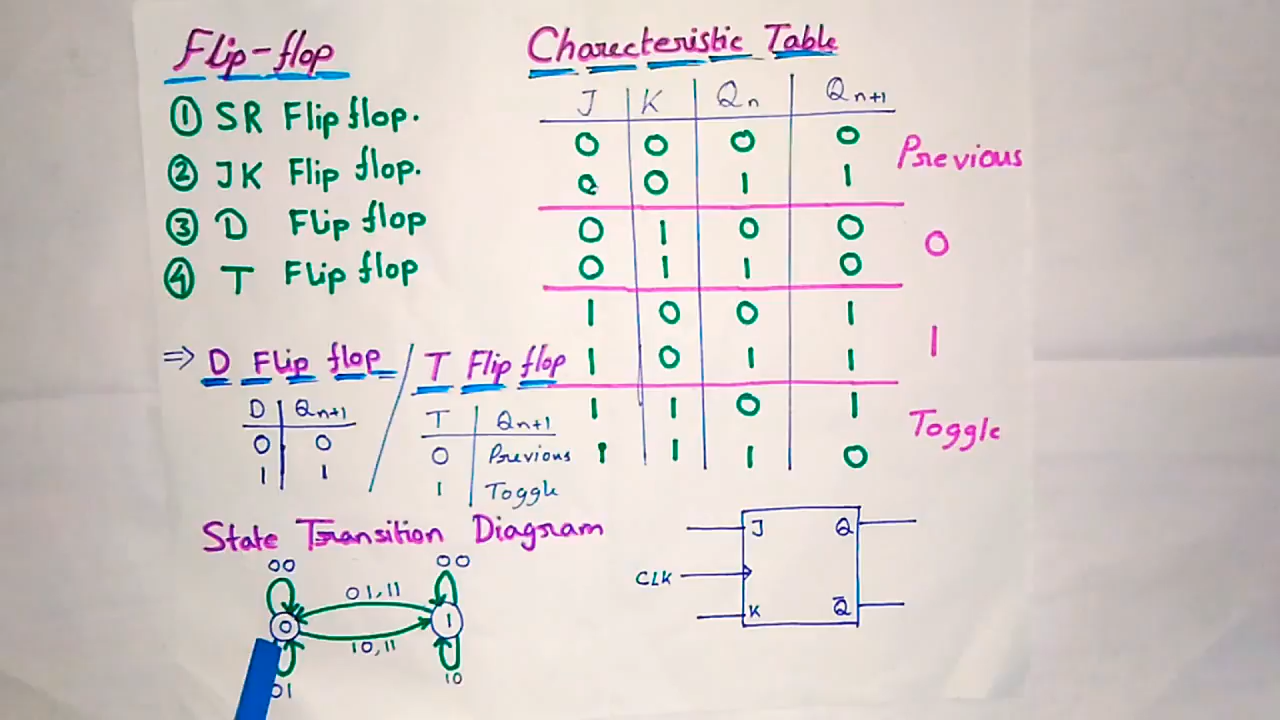 Flip-flop
① SR Flip flop.
② JK Flip flop.
③ D Flip flop
④ T Flip flop
⇒ D Flip flop / T Flip flop
D Qn+1
0 0
1 1
T Qn+1
0 Previous
1 Toggle
Charecteristic Table
J K Qn Qn+1
0 0 0 0
0 0 1 1
Previous
0 1 0 0
0 1 1 0
0
1 0 0 1
1 0 1 1
1
1 1 0 1
1 1 1 0
Toggle
State Transition Diagram
00 00
01,11
0 1
10,11
01 10
J Q
CLK
K Q̅